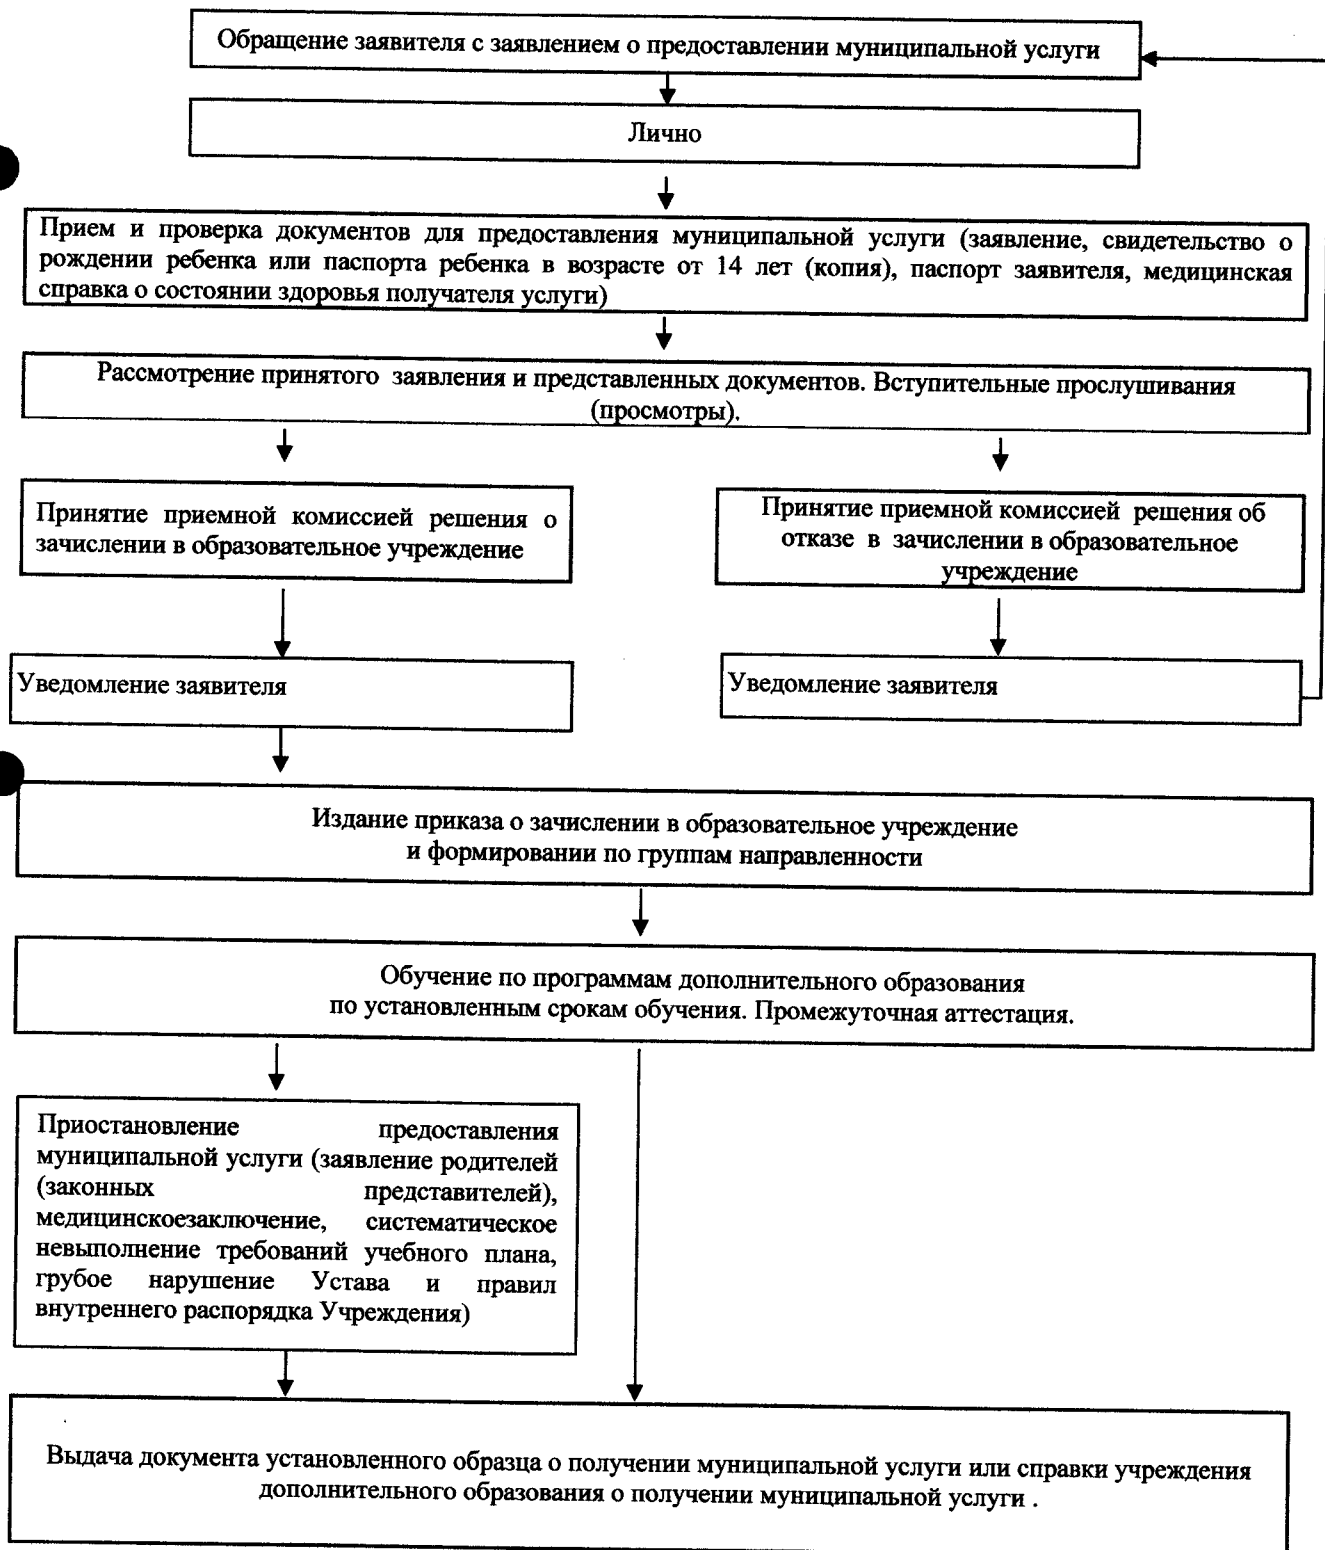 Обращение заявителя с заявлением о предоставлении муниципальной услуги
Лично
Прием и проверка документов для предоставления муниципальной услуги (заявление, свидетельство о
рождении ребенка или паспорта ребенка в возрасте от 14 лет (копия), паспорт заявителя, медицинская
справка о состоянии здоровья получателя услуги)
Рассмотрение принятого заявления и представленных документов. Вступительные прослушивания
(просмотры).
Принятие приемной комиссией решения о
зачислении в образовательное учреждение
Принятие приемной комиссией решения об
отказе в зачислении в образовательное
учреждение
Уведомление заявителя
Уведомление заявителя
Издание приказа о зачислении в образовательное учреждение
и формировании по группам направленности
Обучение по программам дополнительного образования
по установленным срокам обучения. Промежуточная аттестация.
Приостановление предоставления
муниципальной услуги (заявление родителей
(законных представителей),
медицинскоезаключение, систематическое
невыполнение требований учебного плана,
грубое нарушение Устава и правил
внутреннего распорядка Учреждения)
Выдача документа установленного образца о получении муниципальной услуги или справки учреждения
дополнительного образования о получении муниципальной услуги .